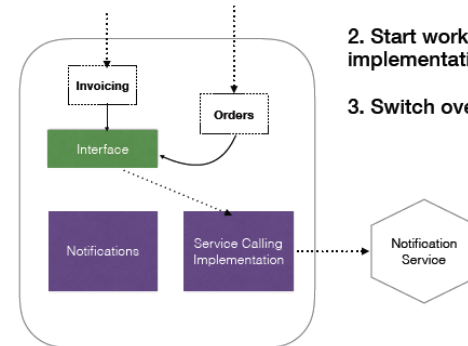 2. Start work
implementati
3. Switch ove
Invoicing
Orders
Interface
Notifications
Service Calling
Implementation
Notification
Service